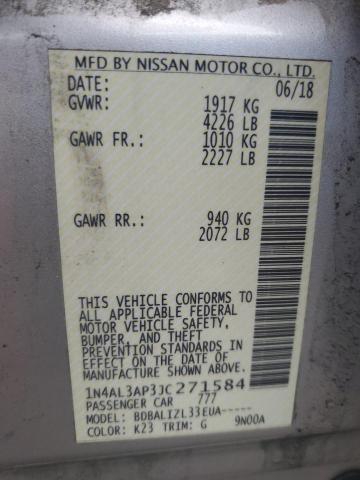 MFD BY NISSAN MOTOR CO., LTD.
DATE: 06/18
GVWR: 1917 KG
4226 LB
GAWR FR.: 1010 KG
2227 LB
GAWR RR.: 940 KG
2072 LB
THIS VEHICLE CONFORMS TO
ALL APPLICABLE FEDERAL
MOTOR VEHICLE SAFETY,
BUMPER, AND THEFT
PREVENTION STANDARDS IN
EFFECT ON THE DATE OF
MANUFACTURE SHOWN ABOVE.
1N4AL3AP3JC271584
PASSENGER CAR 777
MODEL: BDBALIZL33EUA-----
COLOR: K23 TRIM: G 9N00A